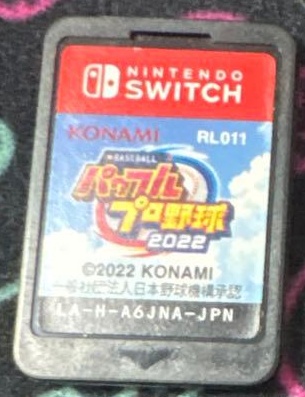 NINTENDO
SWITCH
KONAMI RL011
BASEBALL
パワフル
プロ野球
2022
©2022 KONAMI
一般社団法人日本野球機構承認
LA-H-A6JNA-JPN